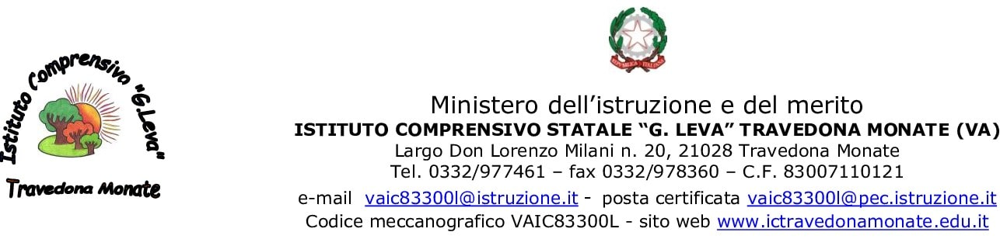 Istituto Comprensivo "G.Leva"
Travedona Monate
REPVBBLICA ITALIANA
Ministero dell'istruzione e del merito
ISTITUTO COMPRENSIVO STATALE “G. LEVA” TRAVEDONA MONATE (VA)
Largo Don Lorenzo Milani n. 20, 21028 Travedona Monate
Tel. 0332/977461 – fax 0332/978360 – C.F. 83007110121
e-mail vaic83300l@istruzione.it - posta certificata vaic83300l@pec.istruzione.it
Codice meccanografico VAIC83300L - sito web www.ictravedonamonate.edu.it